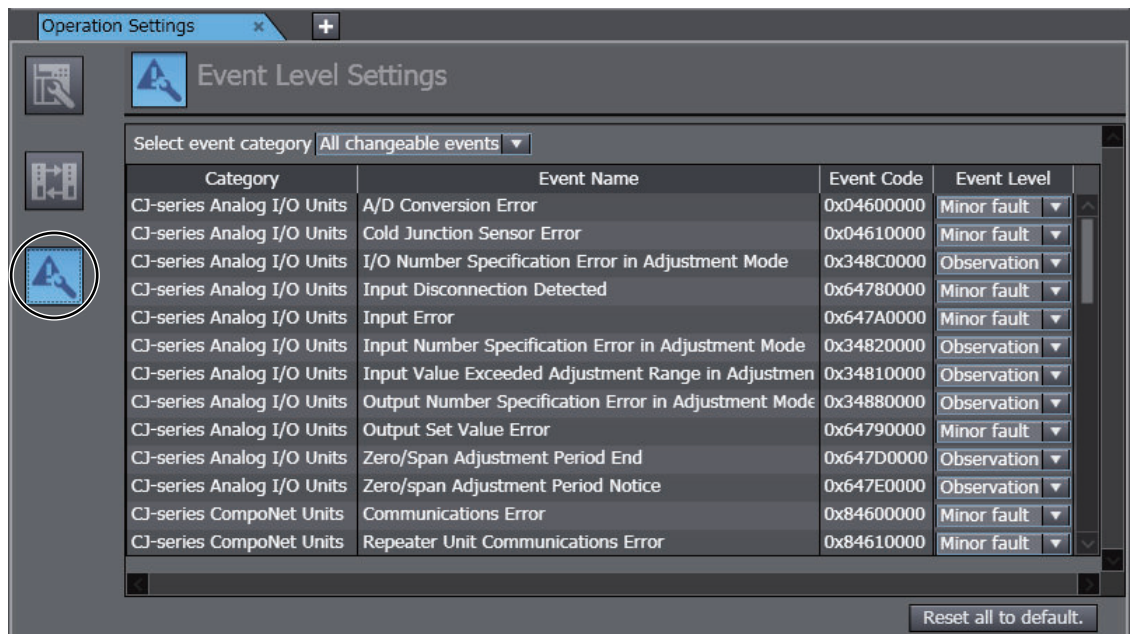 Operation Settings
Event Level Settings
Select event category All changeable events
Category Event Name Event Code Event Level
CJ-series Analog I/O Units A/D Conversion Error 0x04600000 Minor fault
CJ-series Analog I/O Units Cold Junction Sensor Error 0x04610000 Minor fault
CJ-series Analog I/O Units I/O Number Specification Error in Adjustment Mode 0x348C0000 Observation
CJ-series Analog I/O Units Input Disconnection Detected 0x64780000 Minor fault
CJ-series Analog I/O Units Input Error 0x647A0000 Minor fault
CJ-series Analog I/O Units Input Number Specification Error in Adjustment Mode 0x34820000 Observation
CJ-series Analog I/O Units Input Value Exceeded Adjustment Range in Adjustmen 0x34810000 Observation
CJ-series Analog I/O Units Output Number Specification Error in Adjustment Mode 0x34880000 Observation
CJ-series Analog I/O Units Output Set Value Error 0x64790000 Minor fault
CJ-series Analog I/O Units Zero/Span Adjustment Period End 0x647D0000 Observation
CJ-series Analog I/O Units Zero/span Adjustment Period Notice 0x647E0000 Observation
CJ-series CompoNet Units Communications Error 0x84600000 Minor fault
CJ-series CompoNet Units Repeater Unit Communications Error 0x84610000 Minor fault
Reset all to default.